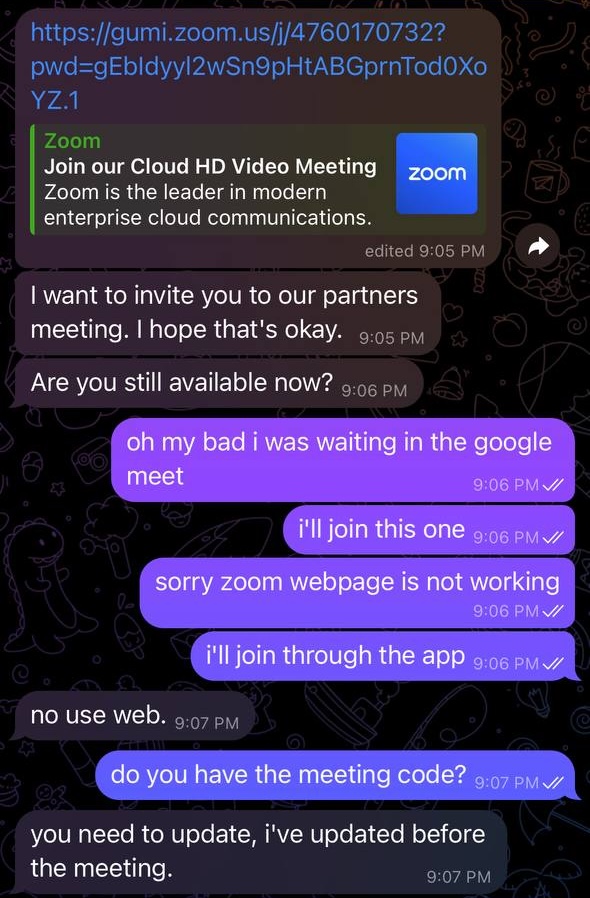 https://gumi.zoom.us/j/4760170732?
pwd=gEbIdyyl2wSn9pHtABGprnTod0Xo
YZ.1
Zoom
Join our Cloud HD Video Meeting
Zoom is the leader in modern
enterprise cloud communications.
zoom
edited 9:05 PM
I want to invite you to our partners
meeting. I hope that's okay. 9:05 PM
Are you still available now? 9:06 PM
oh my bad i was waiting in the google
meet 9:06 PM
i'll join this one 9:06 PM
sorry zoom webpage is not working
9:06 PM
i'll join through the app 9:06 PM
no use web. 9:07 PM
do you have the meeting code? 9:07 PM
you need to update, i've updated before
the meeting. 9:07 PM